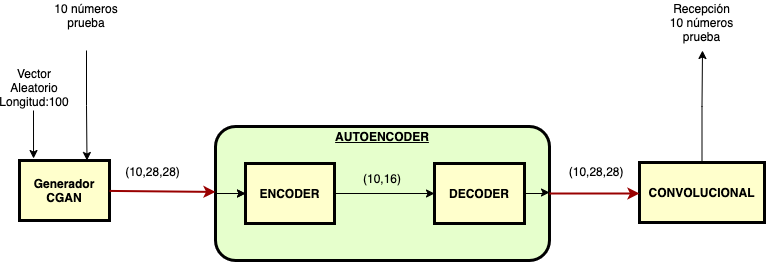 10 números
prueba
Vector
Aleatorio
Longitud:100
Generador
CGAN
(10,28,28)
AUTOENCODER
ENCODER
(10,16)
DECODER
(10,28,28)
CONVOLUCIONAL
Recepción
10 números
prueba